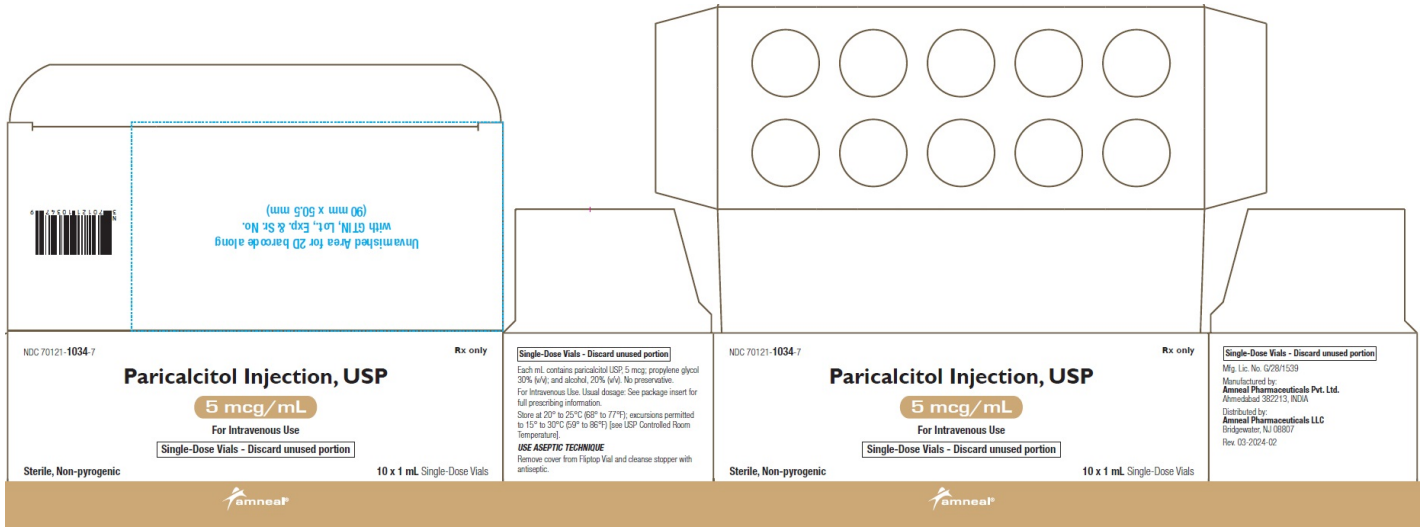 Unvarnished Area for 2D barcode along
with GTIN, Lot., Exp. & Sr. No.
(90 mm x 50.5 mm)
N
3 70121 10347 9
NDC 70121-1034-7
Rx only
Paricalcitol Injection, USP
5 mcg/mL
For Intravenous Use
Single-Dose Vials - Discard unused portion
Sterile, Non-pyrogenic
10 x 1 mL Single-Dose Vials
amneal®
Single-Dose Vials - Discard unused portion
Each mL contains paricalcitol USP, 5 mcg; propylene glycol
30% (v/v); and alcohol, 20% (v/v). No preservative.
For Intravenous Use. Usual dosage: See package insert for
full prescribing information.
Store at 20° to 25°C (68° to 77°F); excursions permitted
to 15° to 30°C (59° to 86°F) [see USP Controlled Room
Temperature].
USE ASEPTIC TECHNIQUE
Remove cover from Fliptop Vial and cleanse stopper with
antiseptic.
NDC 70121-1034-7
Rx only
Paricalcitol Injection, USP
5 mcg/mL
For Intravenous Use
Single-Dose Vials - Discard unused portion
Sterile, Non-pyrogenic
10 x 1 mL Single-Dose Vials
amneal®
Single-Dose Vials - Discard unused portion
Mfg. Lic. No. G/28/1539
Manufactured by:
Amneal Pharmaceuticals Pvt. Ltd.
Ahmedabad 382213, INDIA
Distributed by:
Amneal Pharmaceuticals LLC
Bridgewater, NJ 08807
Rev. 03-2024-02